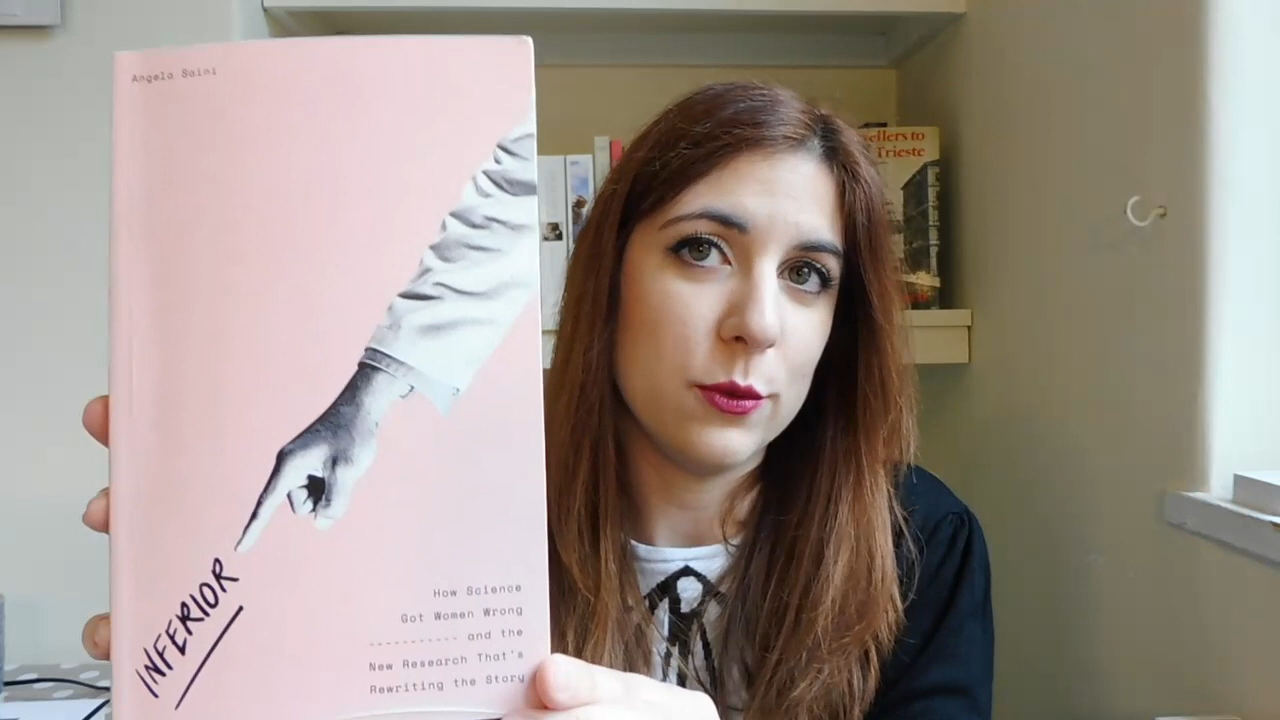 Angela Saini
INFERIOR
How Science
Got Women Wrong
----------- and the
New Research That's
Rewriting the Story
ellers to
Trieste